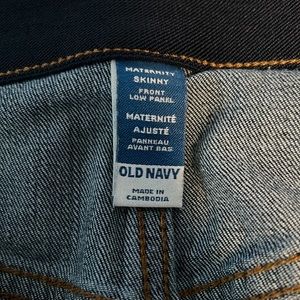 MATERNITY
SKINNY
FRONT
LOW PANEL
MATERNITÉ
AJUSTÉ
PANNEAU
AVANT BAS
OLD NAVY
MADE IN
CAMBODIA